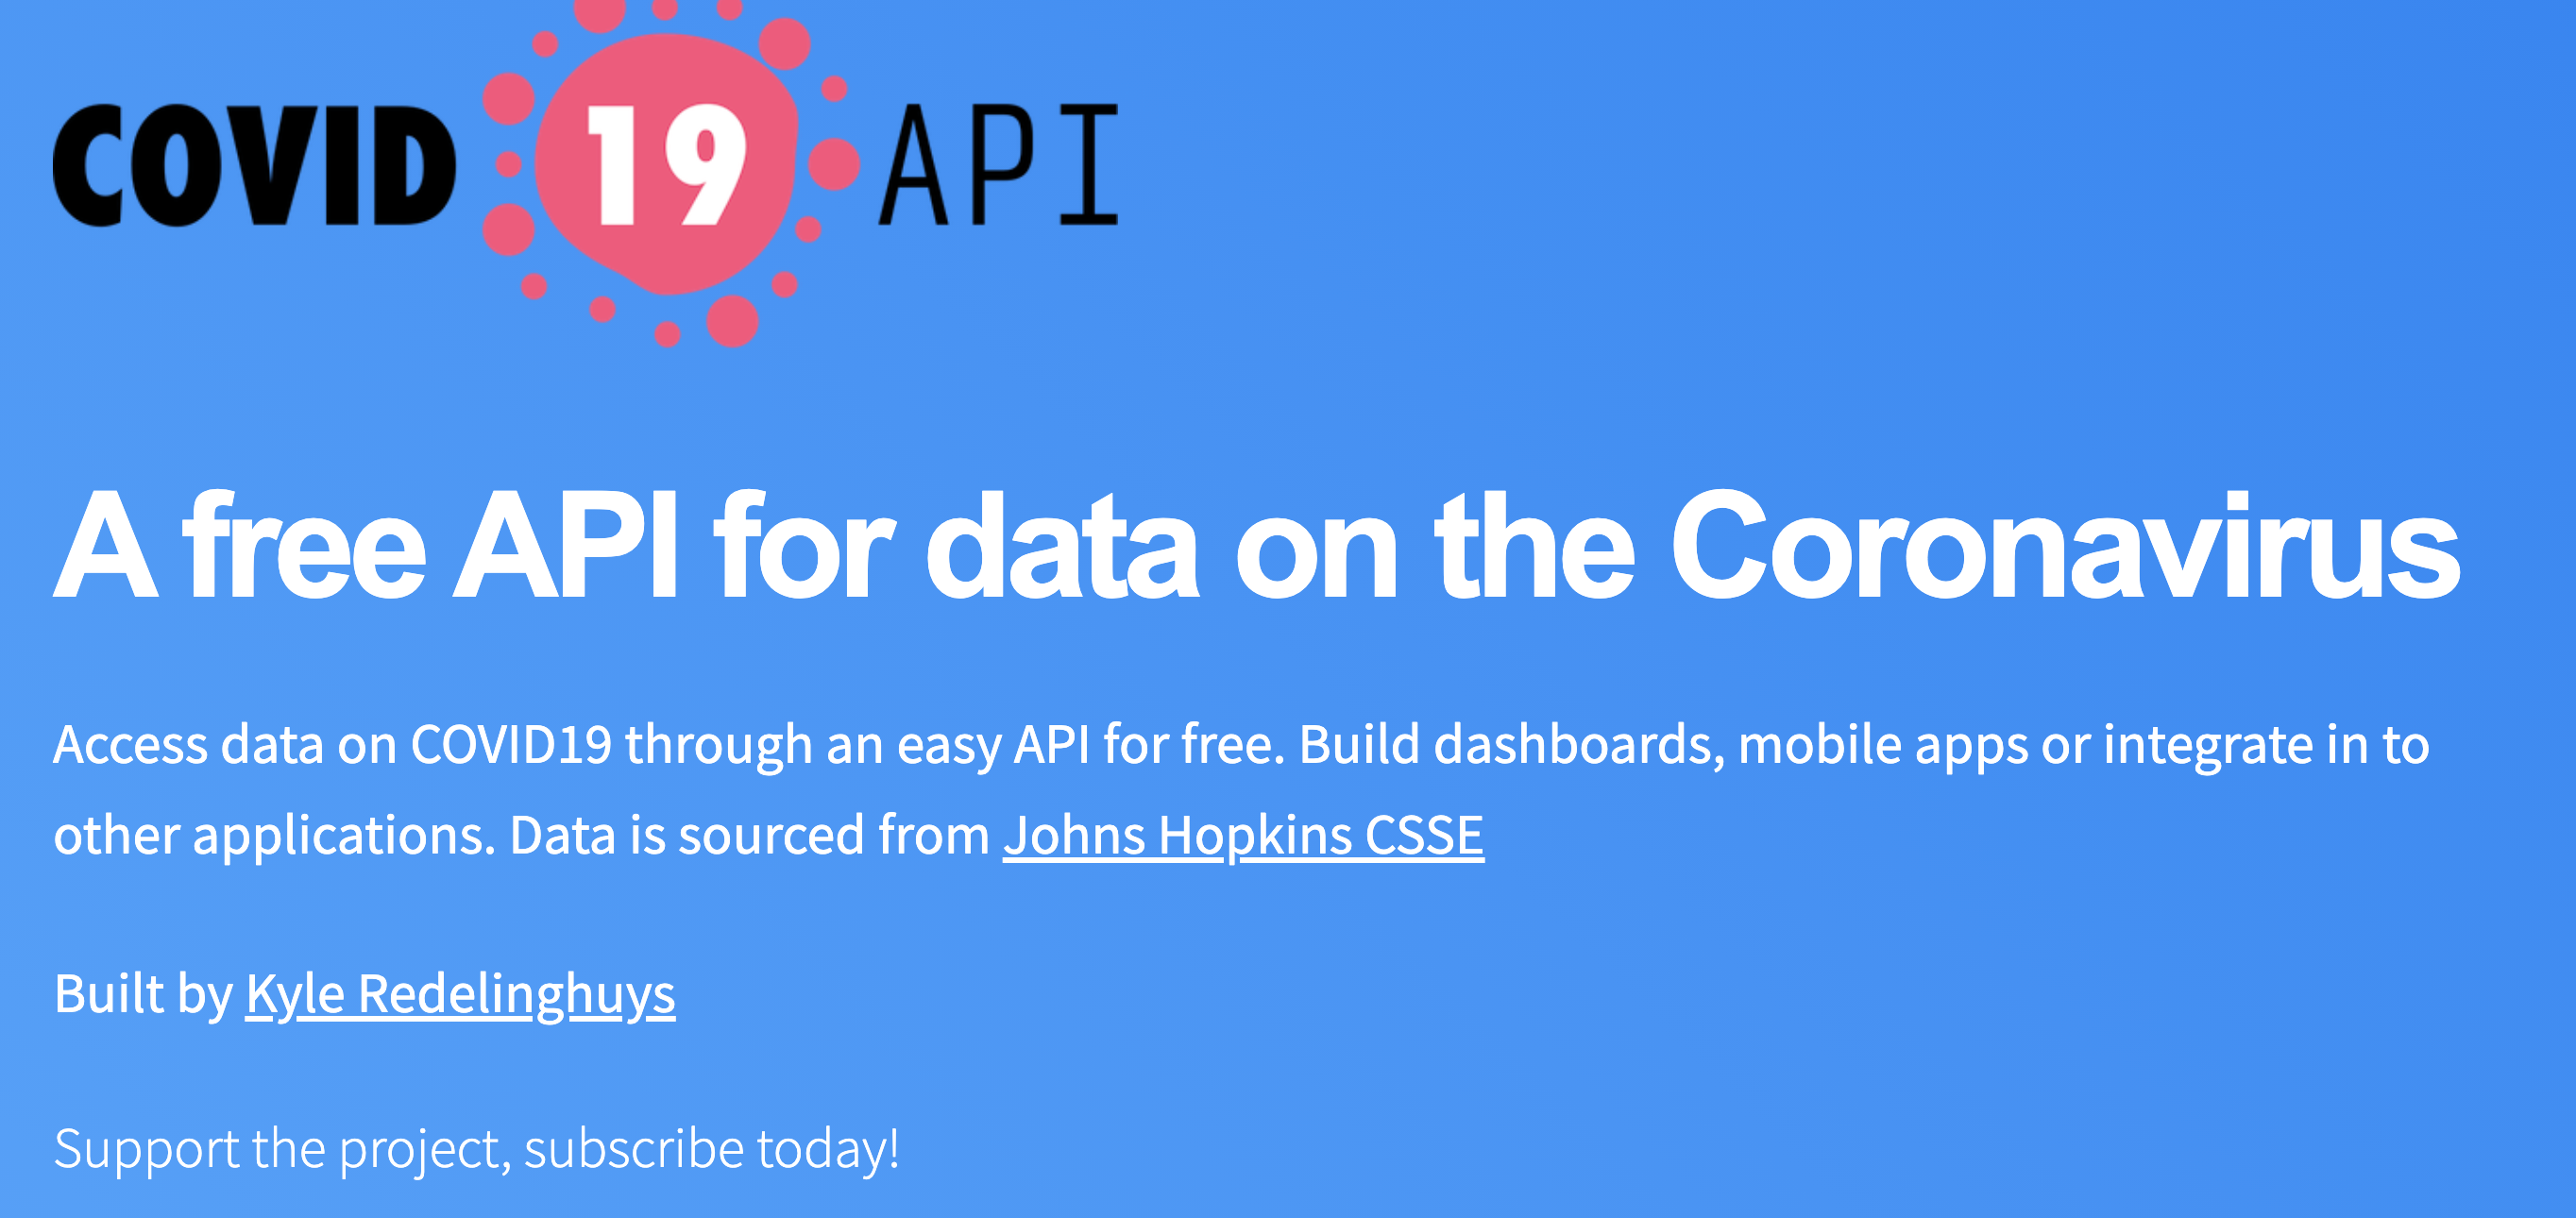 COVID 19 API
A free API for data on the Coronavirus
Access data on COVID19 through an easy API for free. Build dashboards, mobile apps or integrate in to
other applications. Data is sourced from Johns Hopkins CSSE
Built by Kyle Redelinghuys
Support the project, subscribe today!